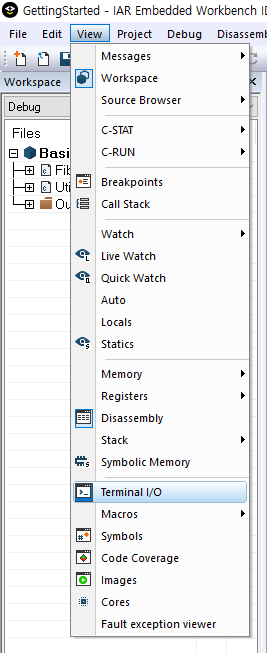 GettingStarted - IAR Embedded Workbench ID
File Edit View Project Debug Disassemb
Workspace
Debug
Files
Basi
Fib
Uti
Ou
Messages
Workspace
Source Browser
C-STAT
C-RUN
Breakpoints
Call Stack
Watch
Live Watch
Quick Watch
Auto
Locals
Statics
Memory
Registers
Disassembly
Stack
Symbolic Memory
Terminal I/O
Macros
Symbols
Code Coverage
Images
Cores
Fault exception viewer